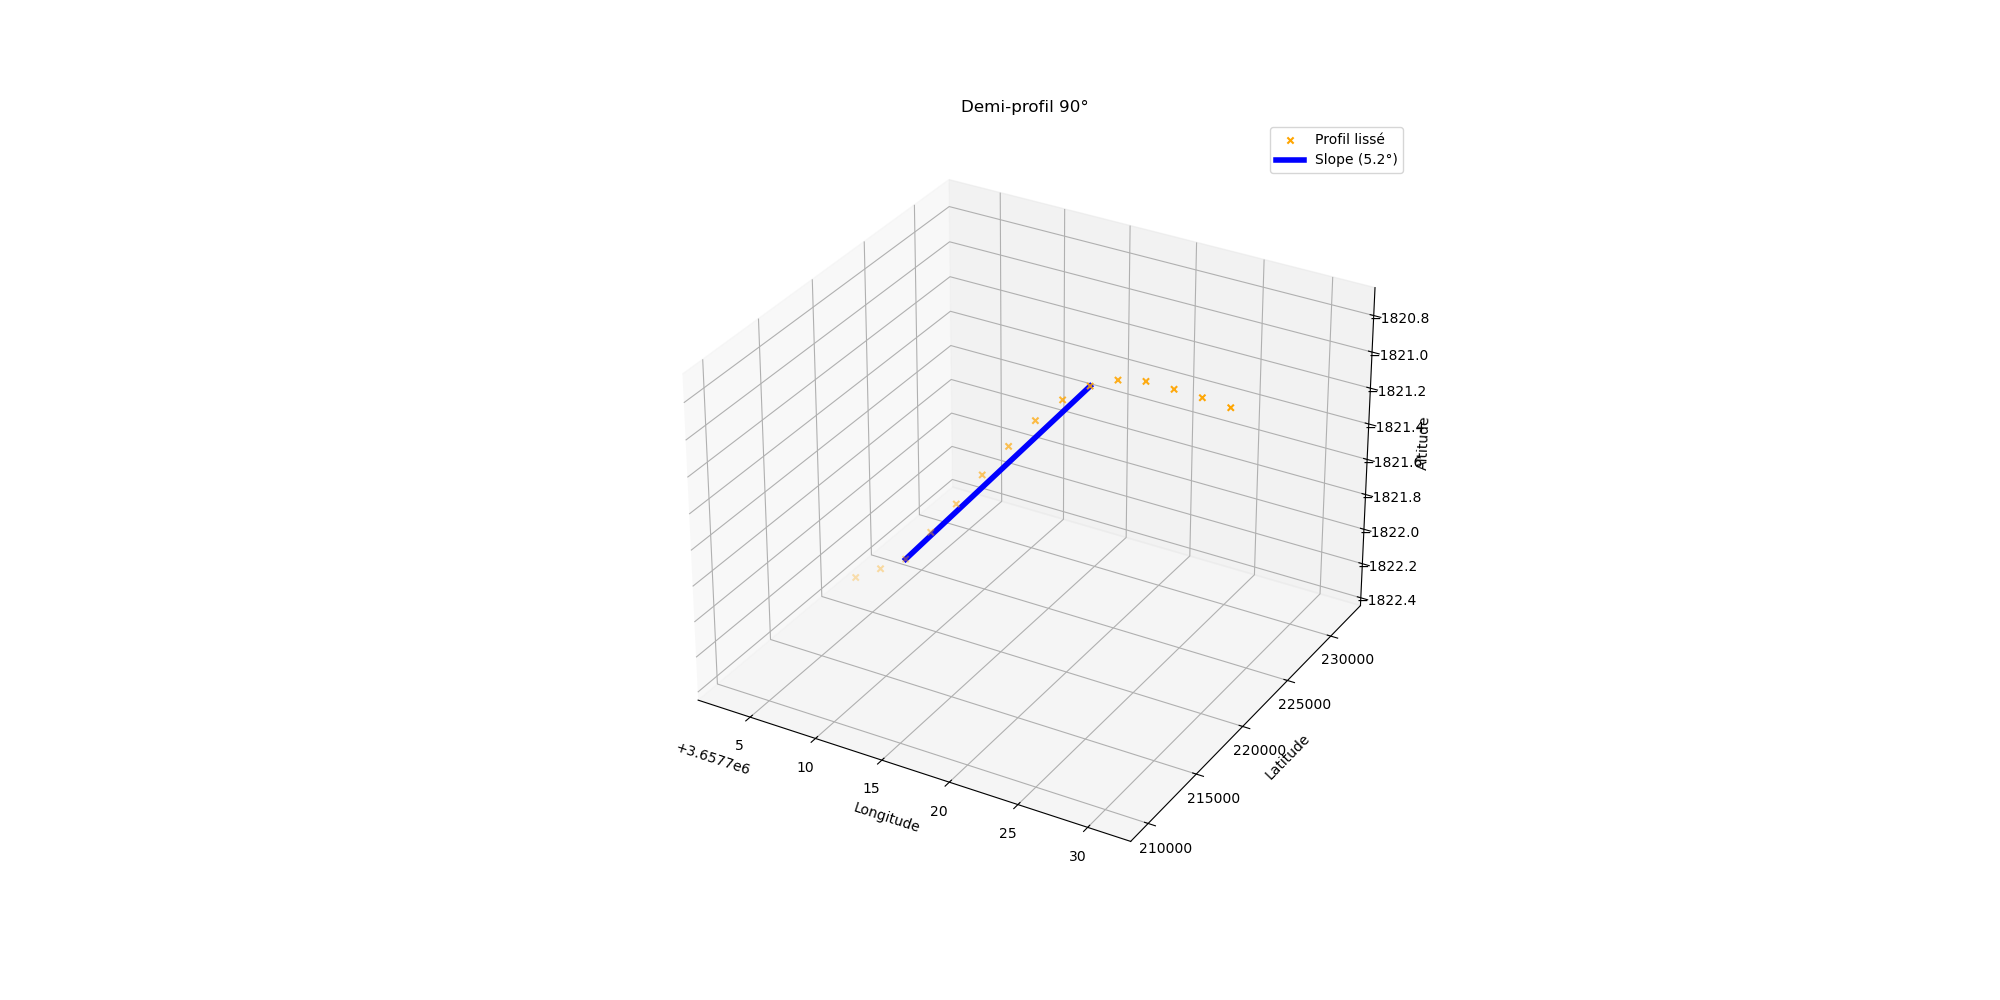 Demi-profil 90°
Profil lissé
Slope (5.2°)
−1820.8
−1821.0
−1821.2
−1821.4
−1821.6
−1821.8
−1822.0
−1822.2
−1822.4
Altitude
230000
225000
220000
215000
210000
Latitude
5
10
15
20
25
30
+3.6577e6
Longitude